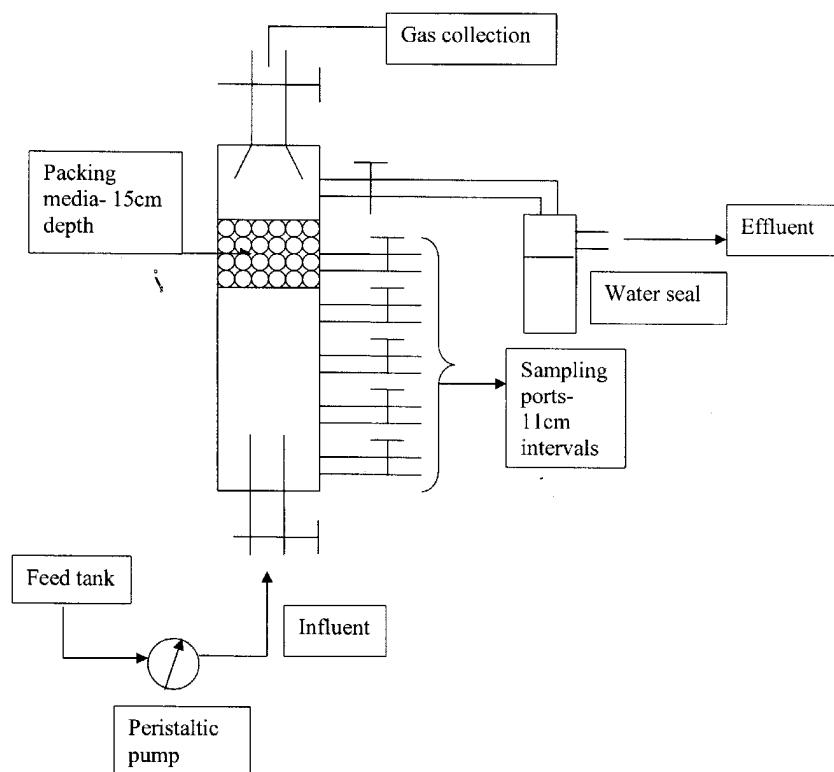 Gas collection
Packing
media- 15cm
depth
Effluent
Water seal
Sampling
ports-
11cm
intervals
Feed tank
Influent
Peristaltic
pump